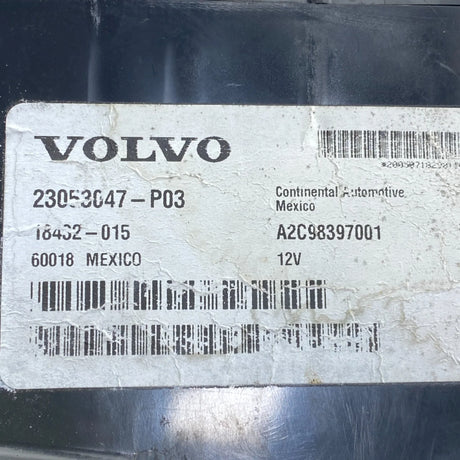 VOLVO
23053047-P03
18432-015
60018 MEXICO
Continental Automotive
Mexico
A2C98397001
12V